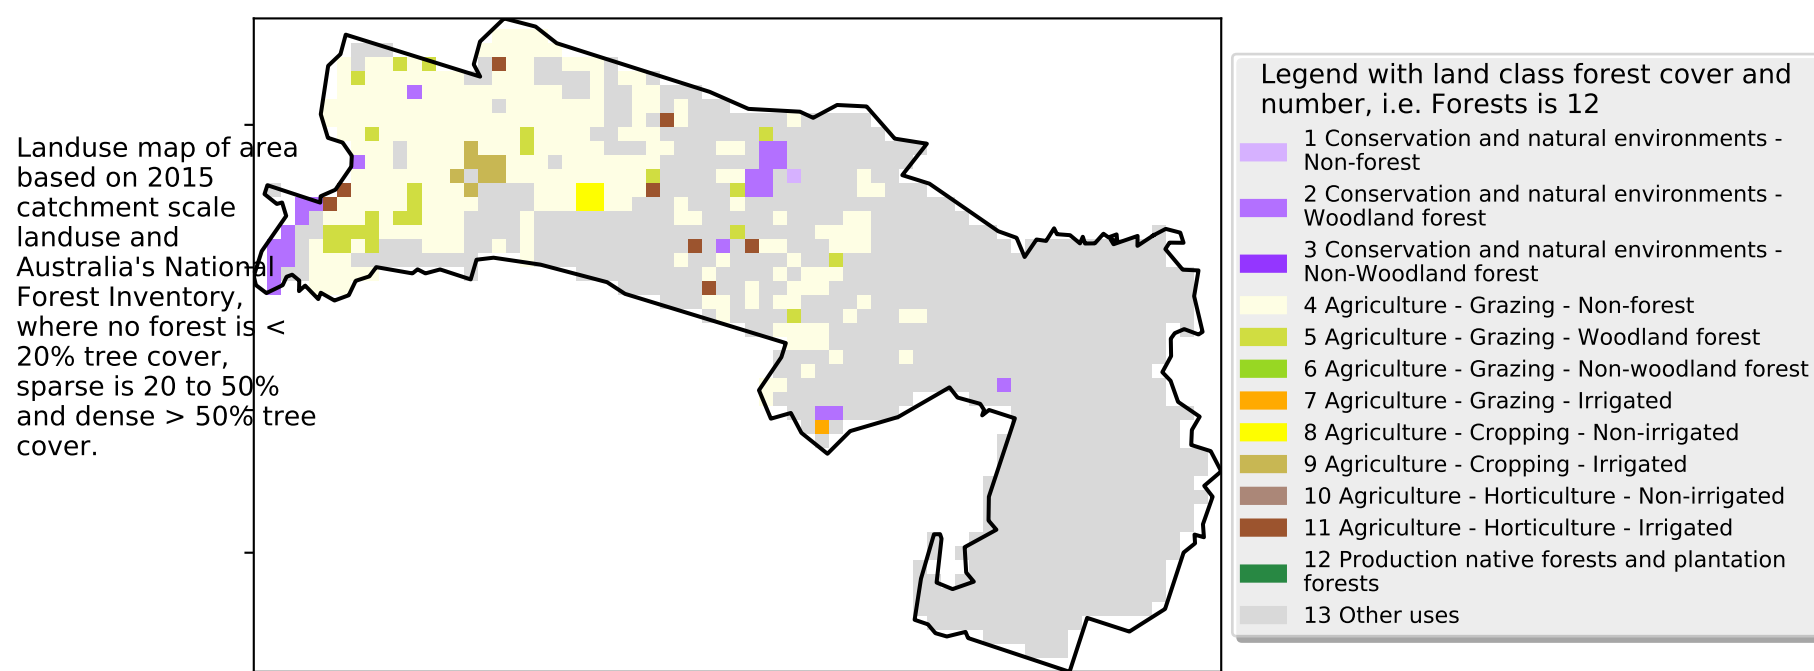 Landuse map of area
based on 2015
catchment scale
landuse and
Australia's National
Forest Inventory,
where no forest is <
20% tree cover,
sparse is 20 to 50%
and dense > 50% tree
cover.
Legend with land class forest cover and
number, i.e. Forests is 12
1 Conservation and natural environments -
Non-forest
2 Conservation and natural environments -
Woodland forest
3 Conservation and natural environments -
Non-Woodland forest
4 Agriculture - Grazing - Non-forest
5 Agriculture - Grazing - Woodland forest
6 Agriculture - Grazing - Non-woodland forest
7 Agriculture - Grazing - Irrigated
8 Agriculture - Cropping - Non-irrigated
9 Agriculture - Cropping - Irrigated
10 Agriculture - Horticulture - Non-irrigated
11 Agriculture - Horticulture - Irrigated
12 Production native forests and plantation
forests
13 Other uses